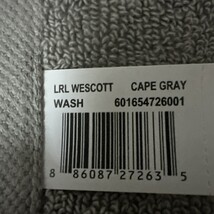 LRL WESCOTT CAPE GRAY
WASH 601654726001
8 86087 27263 5